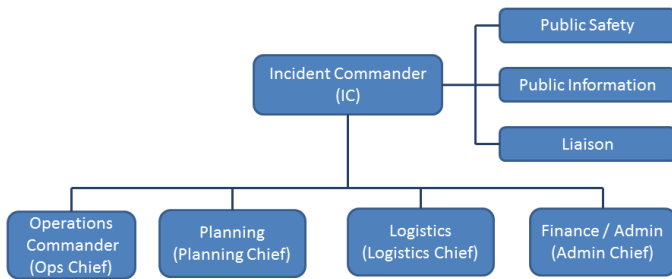 Public Safety
Incident Commander
(IC)
Public Information
Liaison
Operations
Commander
(Ops Chief)
Planning
(Planning Chief)
Logistics
(Logistics Chief)
Finance / Admin
(Admin Chief)